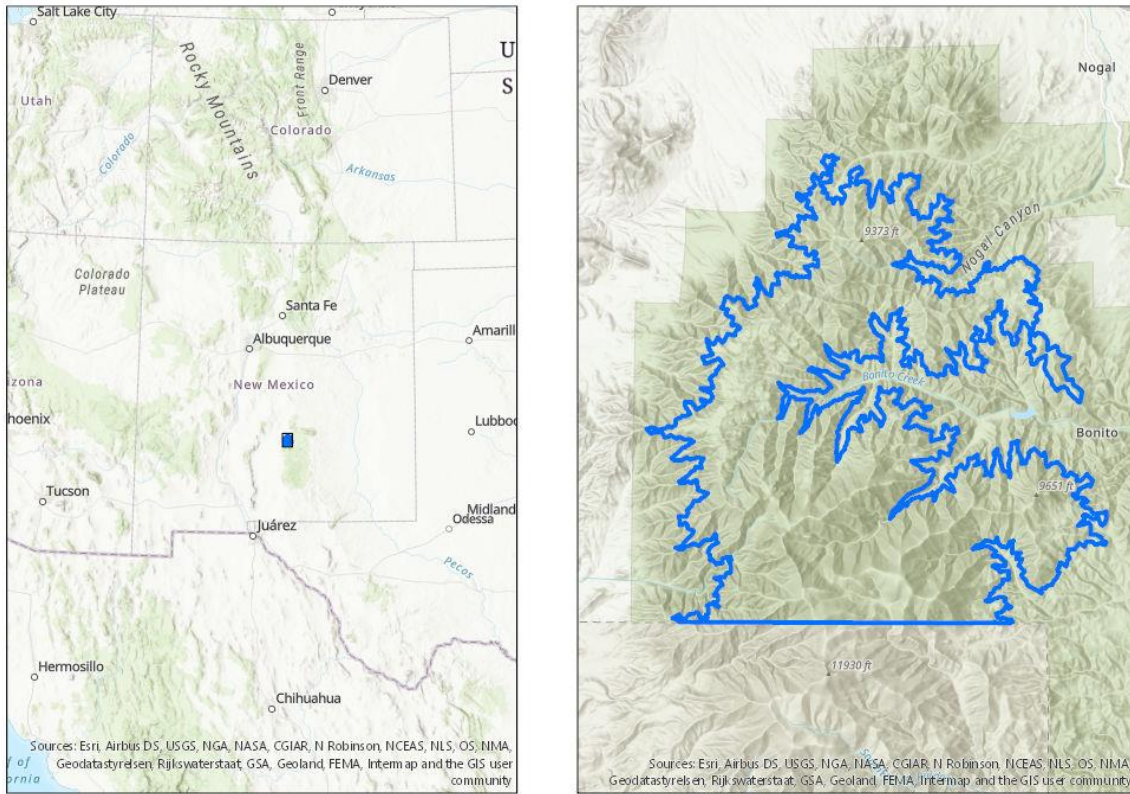 Salt Lake City
U
S
Rocky Mountains
Front Range
Denver
Utah
Colorado
Colorado
Arkansas
Colorado
Plateau
Santa Fe
Albuquerque
Amarill
New Mexico
izona
hoenix
Lubboc
Tucson
Midland
Odessa
Juárez
Pecos
Hermosillo
Chihuahua
Sources: Esri, Airbus DS, USGS, NGA, NASA, CGIAR, N Robinson, NCEAS, NLS, OS, NMA,
Geodatastyrelsen, Rijkswaterstaat, GSA, Geoland, FEMA, Intermap and the GIS user
community
f of
ornia
Nogal
9373 ft
Nogal Canyon
Bonito Creek
Bonito
9651 ft
11930 ft
Sources: Esri, Airbus DS, USGS, NGA, NASA, CGIAR, N Robinson, NCEAS, NLS, OS, NMA,
Geodatastyrelsen, Rijkswaterstaat, GSA, Geoland, FEMA, Intermap and the GIS user community